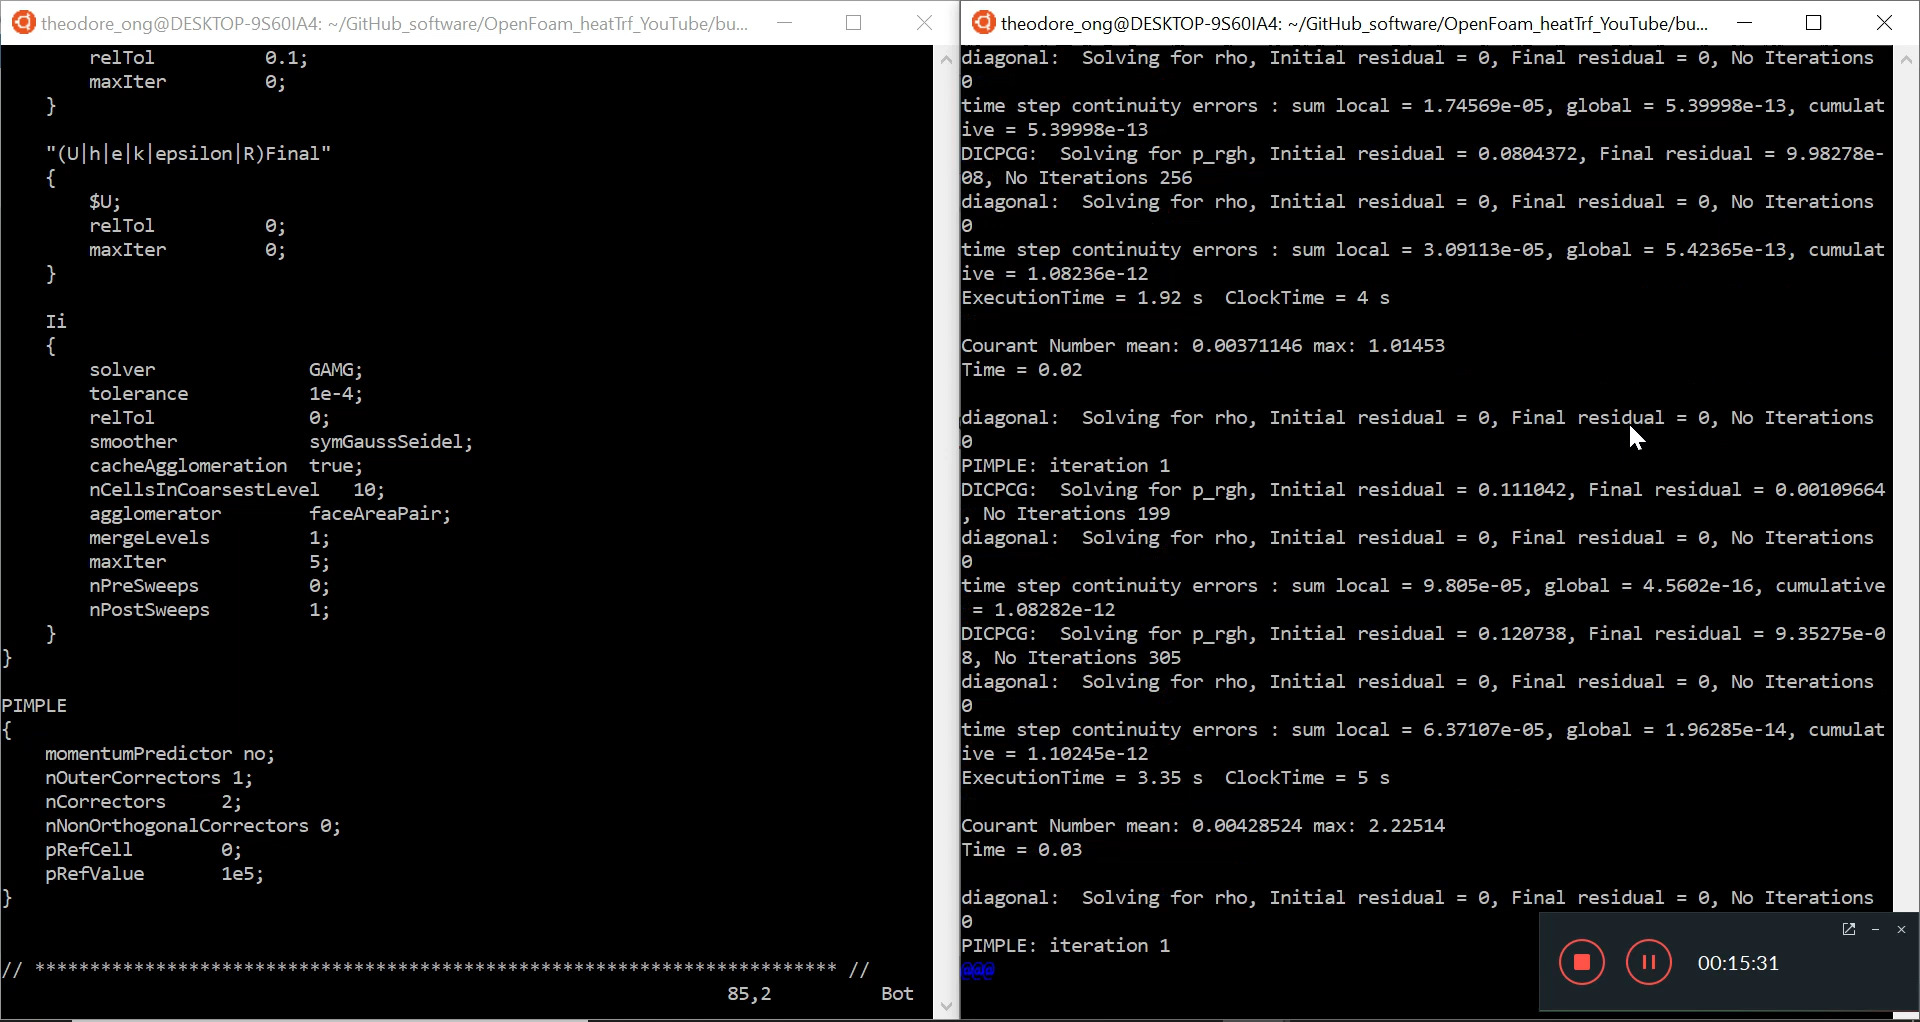 theodore_ong@DESKTOP-9S60IA4: ~/GitHub_software/OpenFoam_heatTrf_YouTube/bu...
relTol          0.1;
maxIter         0;
}
"(U|h|e|k|epsilon|R)Final"
{
$U;
relTol          0;
maxIter         0;
}
Ii
{
solver              GAMG;
tolerance           1e-4;
relTol              0;
smoother            symGaussSeidel;
cacheAgglomeration  true;
nCellsInCoarsestLevel   10;
agglomerator        faceAreaPair;
mergeLevels         1;
maxIter             5;
nPreSweeps          0;
nPostSweeps         1;
}
}
PIMPLE
{
momentumPredictor no;
nOuterCorrectors 1;
nCorrectors     2;
nNonOrthogonalCorrectors 0;
pRefCell        0;
pRefValue       1e5;
}
// ************************************************************************* //
85,2          Bot
theodore_ong@DESKTOP-9S60IA4: ~/GitHub_software/OpenFoam_heatTrf_YouTube/bu...
diagonal:  Solving for rho, Initial residual = 0, Final residual = 0, No Iterations
0
time step continuity errors : sum local = 1.74569e-05, global = 5.39998e-13, cumulat
ive = 5.39998e-13
DICPCG:  Solving for p_rgh, Initial residual = 0.0804372, Final residual = 9.98278e-
08, No Iterations 256
diagonal:  Solving for rho, Initial residual = 0, Final residual = 0, No Iterations
0
time step continuity errors : sum local = 3.09113e-05, global = 5.42365e-13, cumulat
ive = 1.08236e-12
ExecutionTime = 1.92 s  ClockTime = 4 s
Courant Number mean: 0.00371146 max: 1.01453
Time = 0.02
diagonal:  Solving for rho, Initial residual = 0, Final residual = 0, No Iterations
0
PIMPLE: iteration 1
DICPCG:  Solving for p_rgh, Initial residual = 0.111042, Final residual = 0.00109664
, No Iterations 199
diagonal:  Solving for rho, Initial residual = 0, Final residual = 0, No Iterations
0
time step continuity errors : sum local = 9.805e-05, global = 4.5602e-16, cumulative
= 1.08282e-12
DICPCG:  Solving for p_rgh, Initial residual = 0.120738, Final residual = 9.35275e-0
8, No Iterations 305
diagonal:  Solving for rho, Initial residual = 0, Final residual = 0, No Iterations
0
time step continuity errors : sum local = 6.37107e-05, global = 1.96285e-14, cumulat
ive = 1.10245e-12
ExecutionTime = 3.35 s  ClockTime = 5 s
Courant Number mean: 0.00428524 max: 2.22514
Time = 0.03
diagonal:  Solving for rho, Initial residual = 0, Final residual = 0, No Iterations
0
PIMPLE: iteration 1
@@@
00:15:31